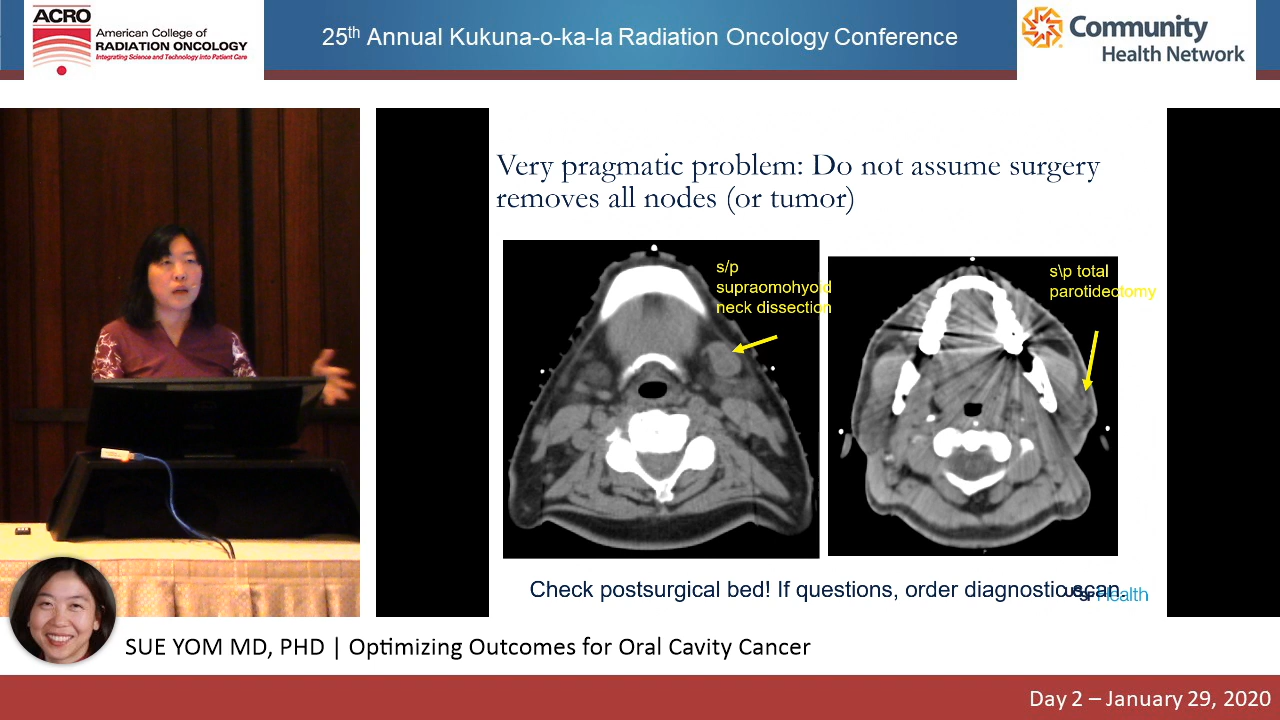 ACRO
American College of
RADIATION ONCOLOGY
Integrating Science and Technology into Patient Care
25th Annual Kukuna-o-ka-la Radiation Oncology Conference
Community
Health Network
Very pragmatic problem: Do not assume surgery
removes all nodes (or tumor)
s/p
supraomohyoid
neck dissection
s\p total
parotidectomy
Check postsurgical bed! If questions, order diagnostic scan.
UCSF Health
SUE YOM MD, PHD | Optimizing Outcomes for Oral Cavity Cancer
Day 2 – January 29, 2020